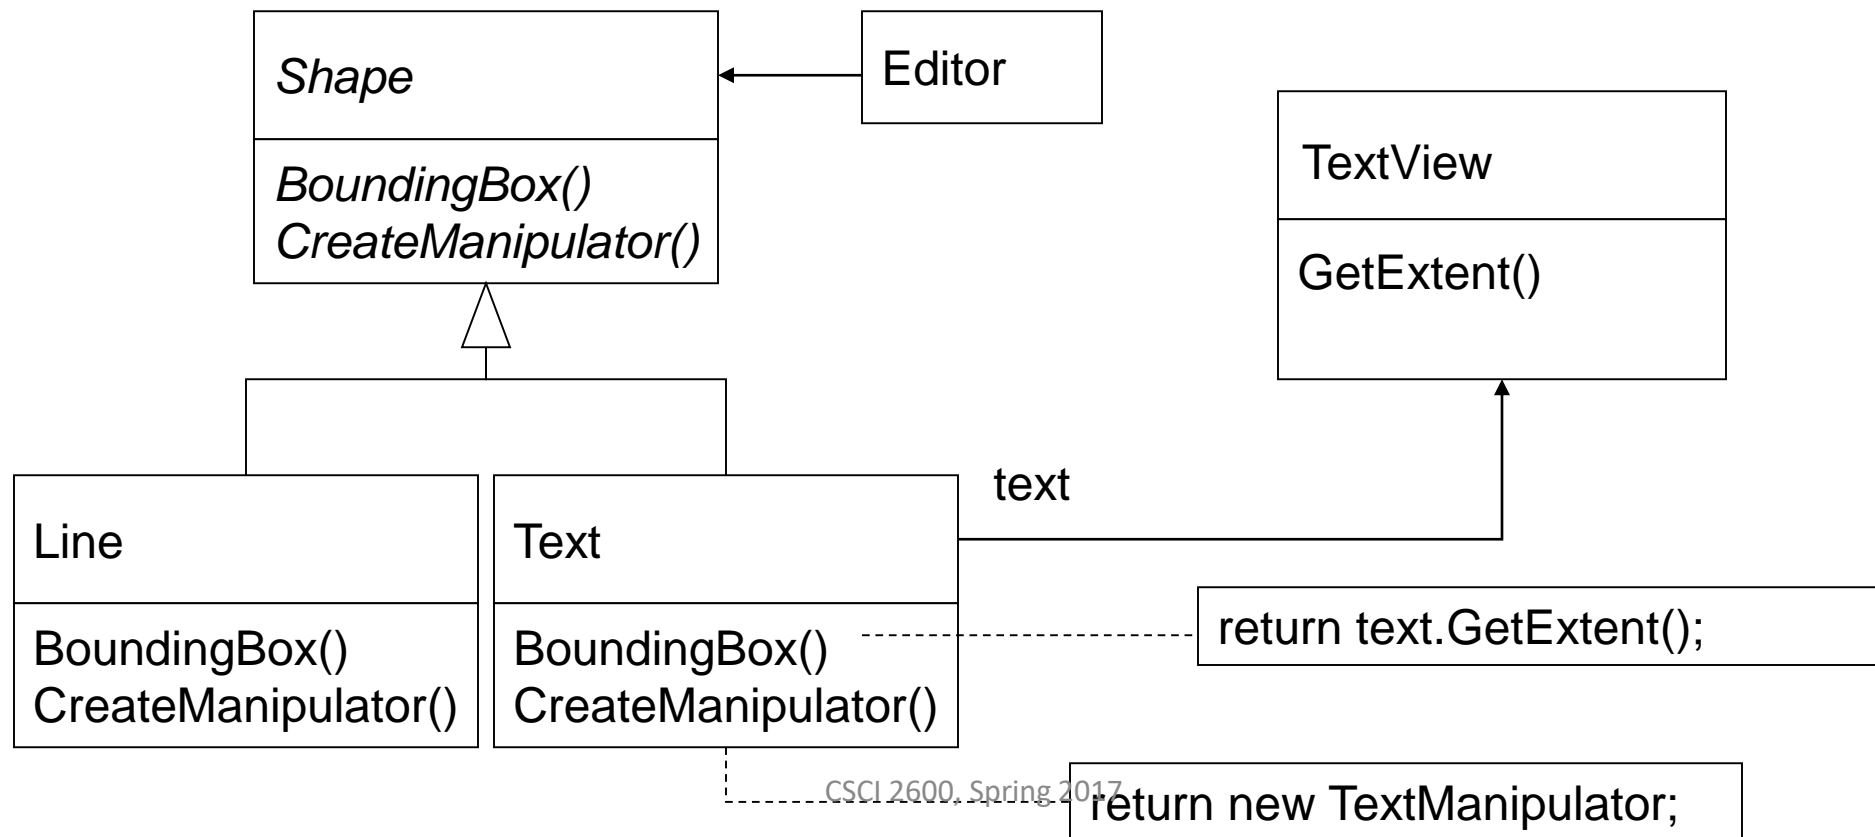 Shape
Editor
BoundingBox()
CreateManipulator()
TextView
GetExtent()
text
Line
BoundingBox()
CreateManipulator()
Text
BoundingBox()
CreateManipulator()
return text.GetExtent();
CSCI 2600, Spring 2017
return new TextManipulator;